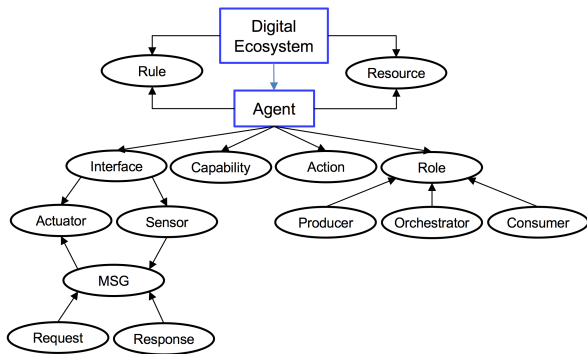 Digital
Ecosystem
Rule
Resource
Agent
Interface
Capability
Action
Role
Actuator
Sensor
Producer
Orchestrator
Consumer
MSG
Request
Response